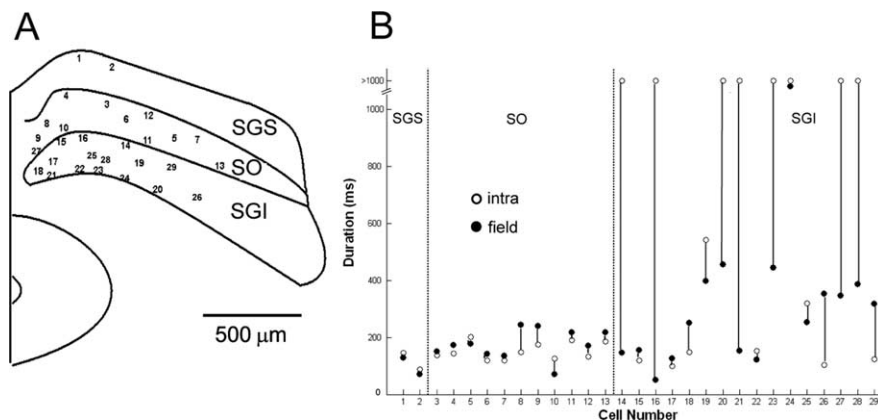 A
1
2
4
3
12
8
6
SGS
10
9
15
16
11
5
7
27
14
SO
17
25
28
19
29
13
18
21
22
23
24
20
26
SGI
500 μm
B
>1000
1000
800
600
400
200
0
Duration (ms)
SGS
SO
SGI
intra
field
1 2 3 4 5 6 7 8 9 10 11 12 13 14 15 16 17 18 19 20 21 22 23 24 25 26 27 28 29
Cell Number